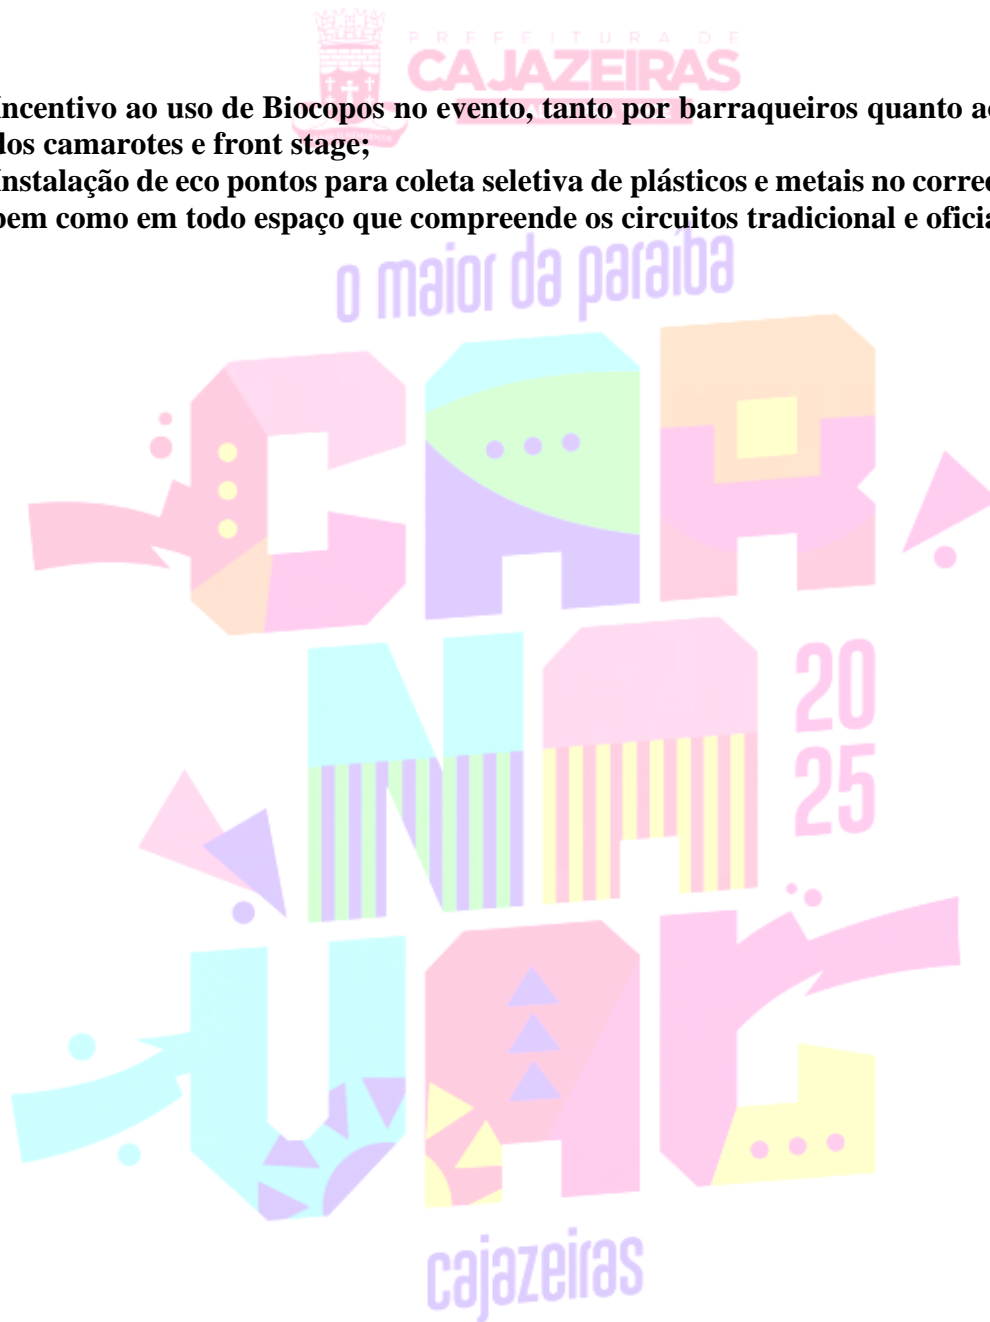 PREFEITURA DE
CAJAZEIRAS
Incentivo ao uso de Biocopos no evento, tanto por barraqueiros quanto
dos camarotes e front stage;
Instalação de eco pontos para coleta seletiva de plásticos e metais no
bem como em todo espaço que compreende os circuitos tradicional e
o maior da paraíba
CAR
NA
20
25
VAL
cajazeiras